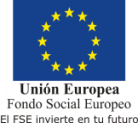 Unión Europea
Fondo Social Europeo
El FSE invierte en tu futuro